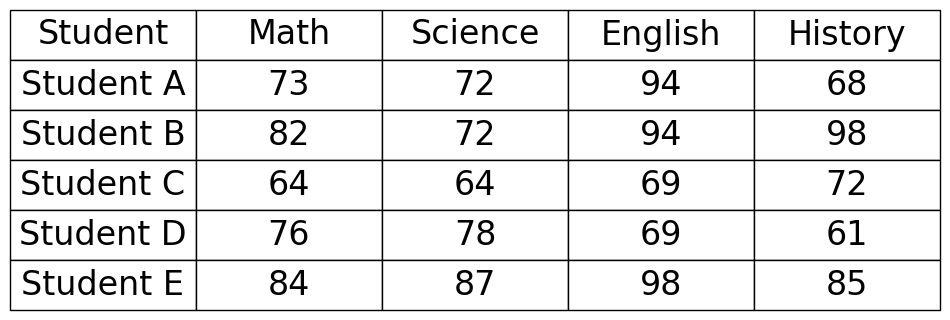 Student Math Science English History
Student A 73 72 94 68
Student B 82 72 94 98
Student C 64 64 69 72
Student D 76 78 69 61
Student E 84 87 98 85